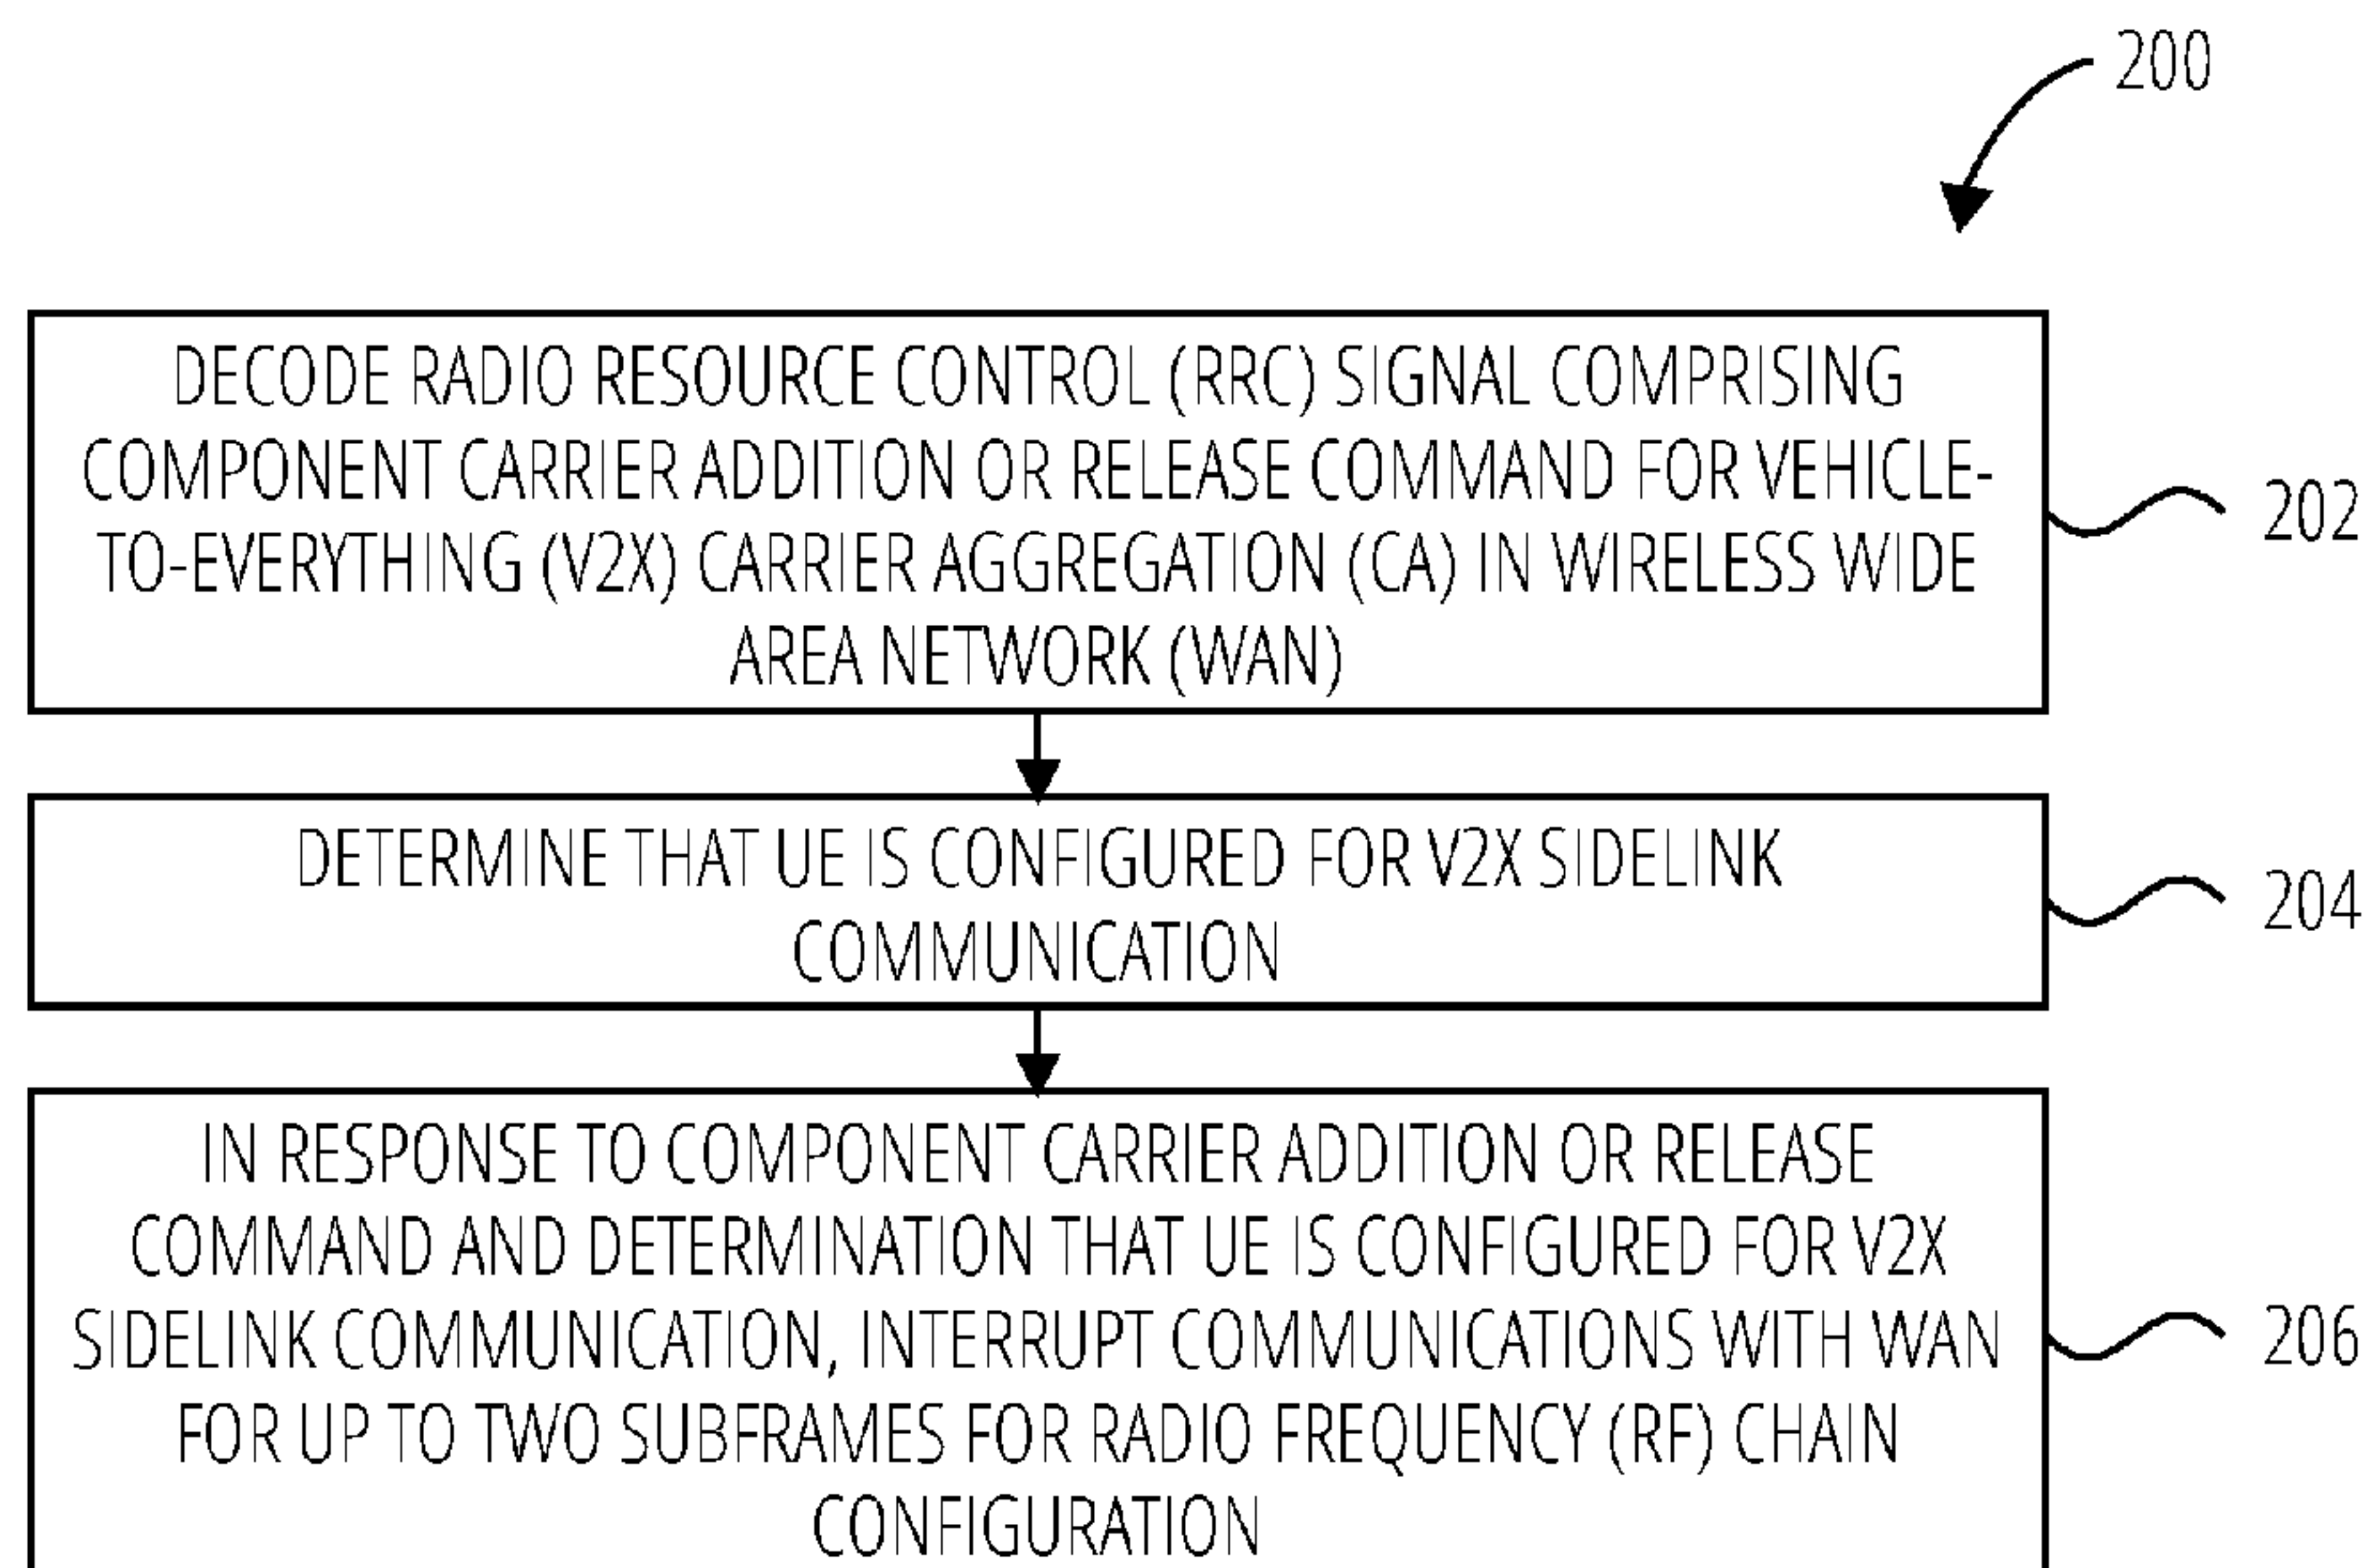 200
DECODE RADIO RESOURCE CONTROL (RRC) SIGNAL COMPRISING
COMPONENT CARRIER ADDITION OR RELEASE COMMAND FOR VEHICLE-
TO-EVERYTHING (V2X) CARRIER AGGREGATION (CA) IN WIRELESS WIDE
AREA NETWORK (WAN)
202
DETERMINE THAT UE IS CONFIGURED FOR V2X SIDELINK
COMMUNICATION
204
IN RESPONSE TO COMPONENT CARRIER ADDITION OR RELEASE
COMMAND AND DETERMINATION THAT UE IS CONFIGURED FOR V2X
SIDELINK COMMUNICATION, INTERRUPT COMMUNICATIONS WITH WAN
FOR UP TO TWO SUBFRAMES FOR RADIO FREQUENCY (RF) CHAIN
CONFIGURATION
206